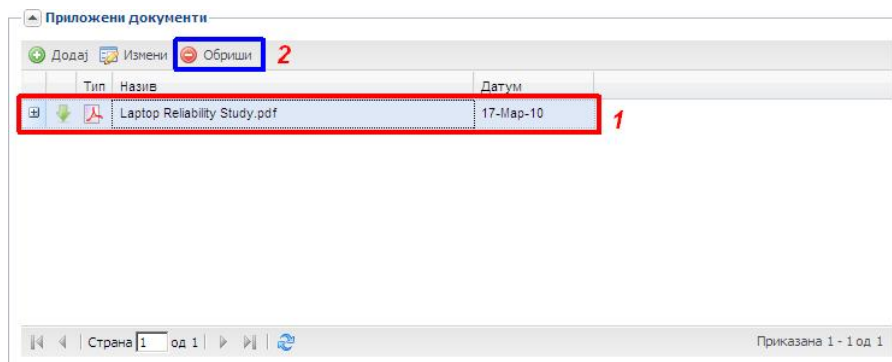 Приложени документи
Додај Измени Обриши 2
Тип Назив Датум
Laptop Reliability Study.pdf 17-Мар-10 1
Страна 1 од 1 Приказана 1 - 1 од 1